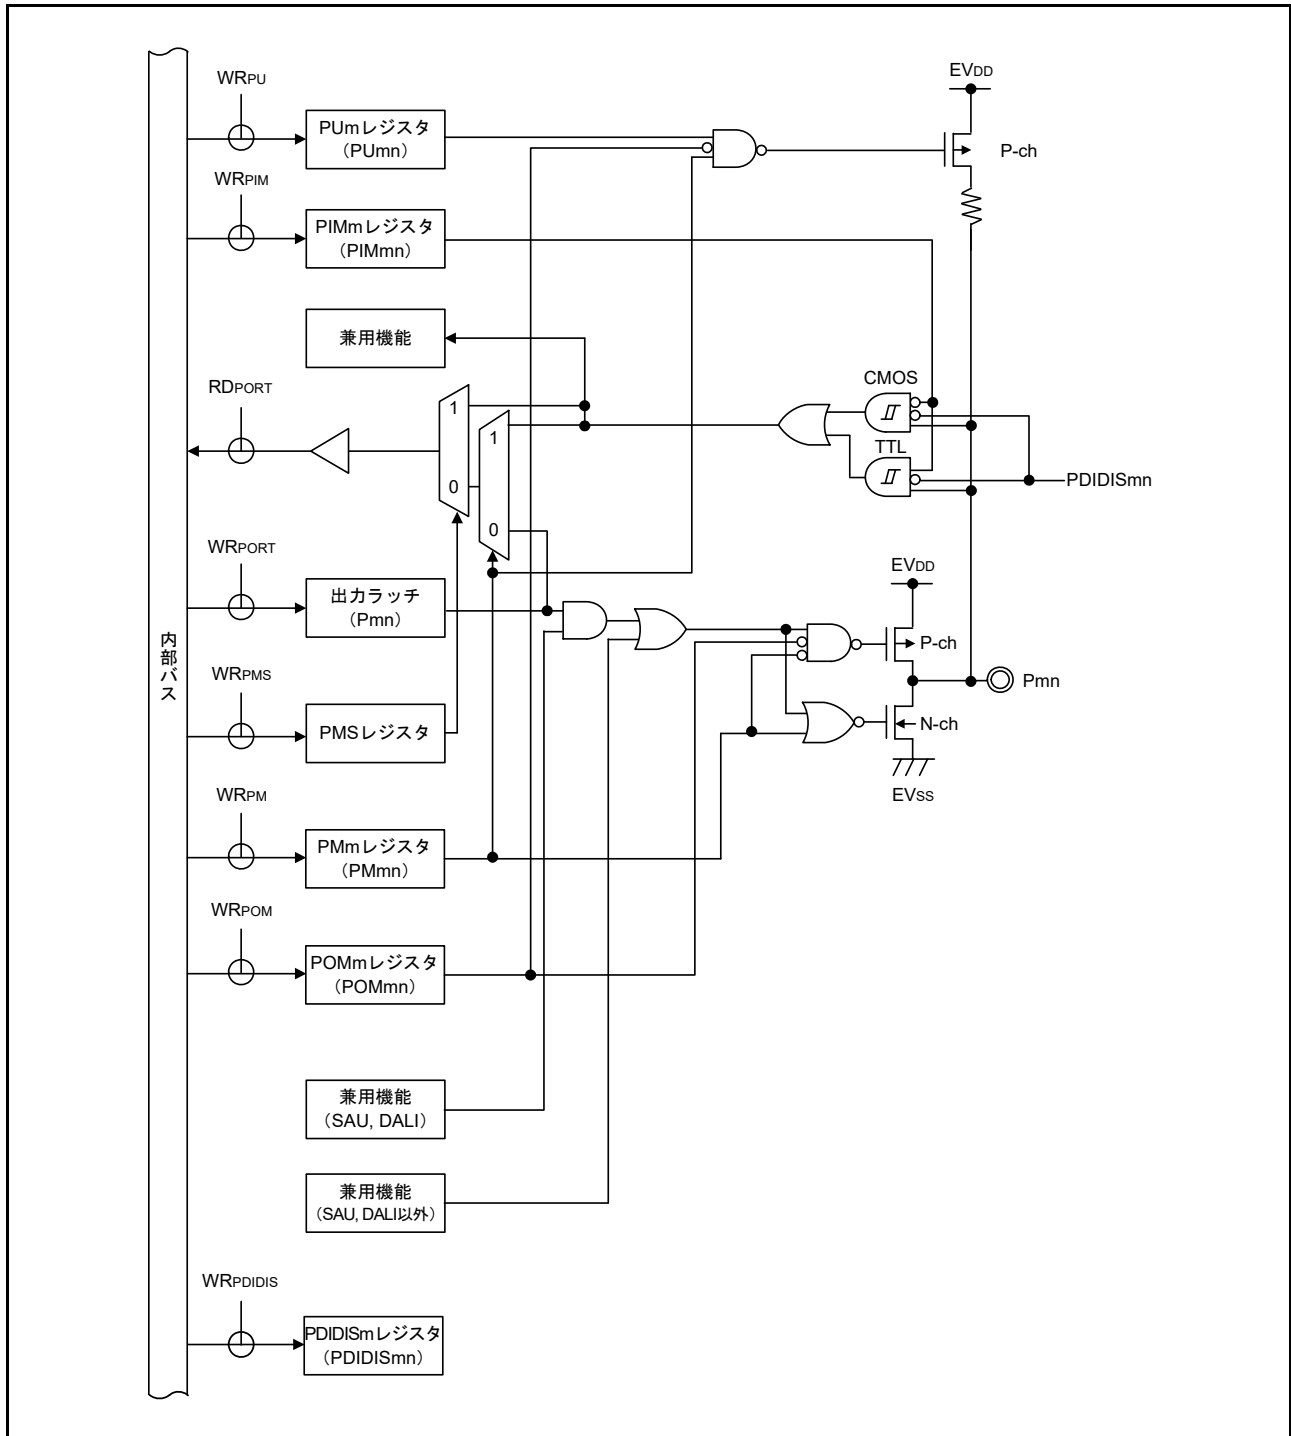 WRPU
EVDD
PUmレジスタ
（PUmn）
P-ch
WRPIM
PIMmレジスタ
（PIMmn）
兼用機能
CMOS
RDPORT
1
1
TTL
0
PDIDISmn
0
WRPORT
EVDD
出力ラッチ
（Pmn）
内部バス
P-ch
WRPMS
Pmn
PMSレジスタ
N-ch
WRPM
EVSS
PMmレジスタ
（PMmn）
WRPOM
POMmレジスタ
（POMmn）
兼用機能
（SAU, DALI）
兼用機能
（SAU, DALI以外）
WRPDIDIS
PDIDISmレジスタ
（PDIDISmn）